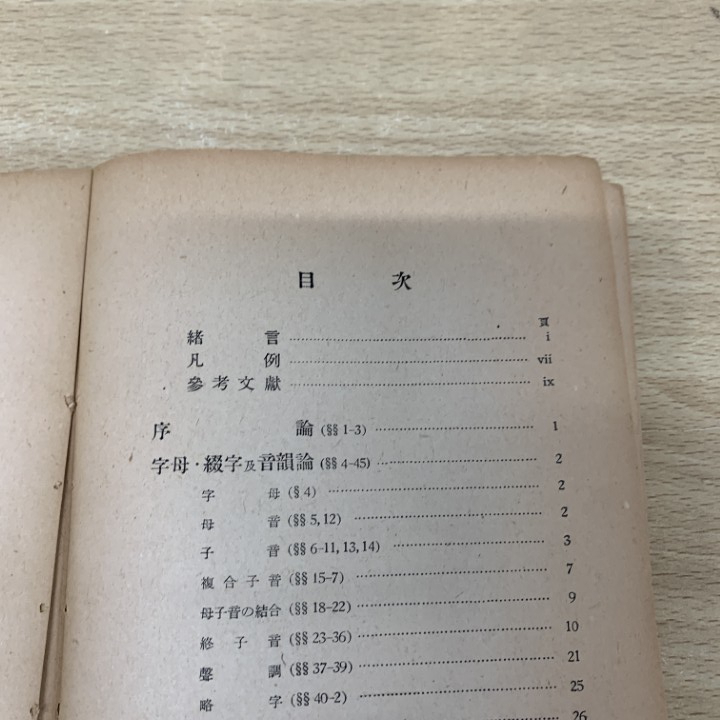 目次
頁
緒言 i
凡例 vii
參考文獻 ix
序論 (§§ 1-3) 1
字母・綴字及音韻論 (§§ 4-45) 2
字母 (§ 4) 2
母音 (§§ 5, 12) 2
子音 (§§ 6-11, 13, 14) 3
複合子音 (§§ 15-7) 7
母子音の結合 (§§ 18-22) 9
終子音 (§§ 23-36) 10
聲調 (§§ 37-39) 21
略字 (§§ 40-2) 25
26